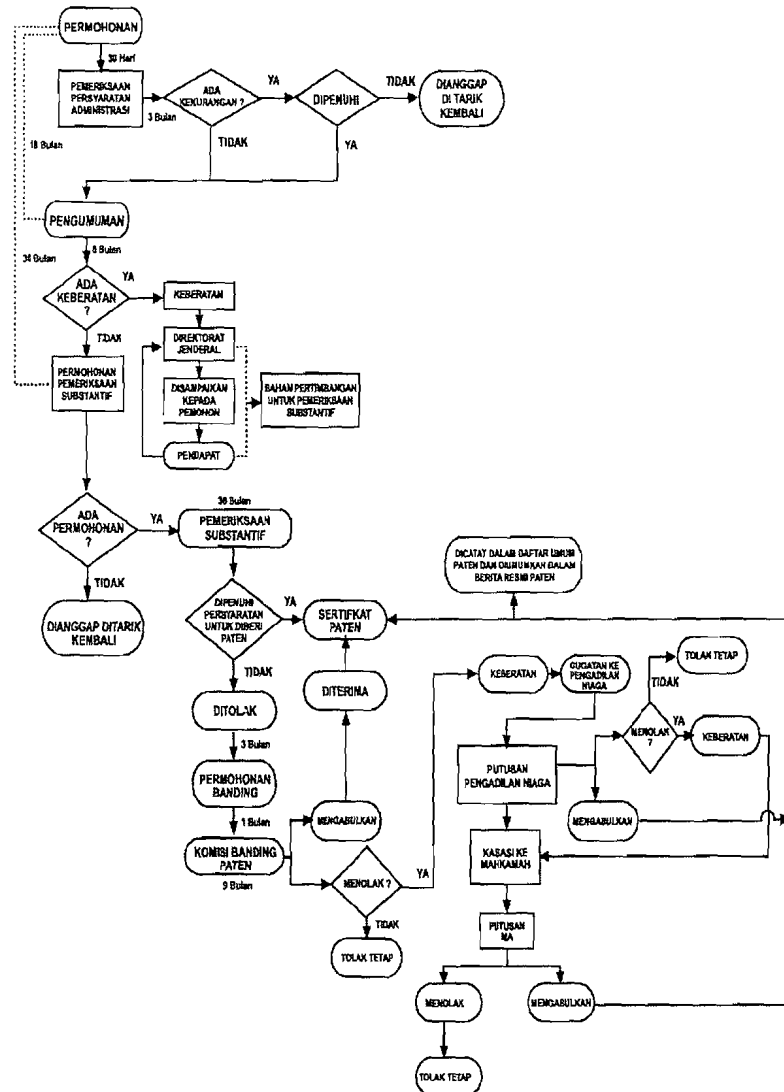 PERMOHONAN
30 Hari
PEMERIKSAAN
PERSYARATAN
ADMINISTRASI
3 Bulan
ADA
KEKURANGAN ?
YA
DIPENUHI
TIDAK
DIANGGAP
DI TARIK
KEMBALI
TIDAK
YA
18 Bulan
PENGUMUMAN
36 Bulan
6 Bulan
ADA
KEBERATAN
?
YA
KEBERATAN
TIDAK
DIREKTORAT
JENDERAL
PERMOHONAN
PEMERIKSAAN
SUBSTANTIF
DISAMPAIKAN
KEPADA
PEMOHON
BAHAN PERTIMBANGAN
UNTUK PEMERIKSAAN
SUBSTANTIF
PENDAPAT
ADA
PERMOHONAN
?
YA
36 Bulan
PEMERIKSAAN
SUBSTANTIF
TIDAK
DIANGGAP DITARIK
KEMBALI
DIPENUHI
PERSYARATAN
UNTUK DIBERI
PATEN
YA
SERTIFKAT
PATEN
DICATAT DALAM DAFTAR UMUM
PATEN DAN DIUMUMKAN DALAM
BERITA RESMI PATEN
TIDAK
DITOLAK
DITERIMA
KEBERATAN
GUGATAN KE
PENGADILAN
NIAGA
TOLAK TETAP
TIDAK
3 Bulan
PERMOHONAN
BANDING
PUTUSAN
PENGADILAN NIAGA
MENOLAK
?
YA
KEBERATAN
1 Bulan
MENGABULKAN
MENGABULKAN
KOMISI BANDING
PATEN
9 Bulan
MENOLAK ?
YA
KASASI KE
MAHKAMAH
TIDAK
TOLAK TETAP
PUTUSAN
MA
MENOLAK
MENGABULKAN
TOLAK TETAP